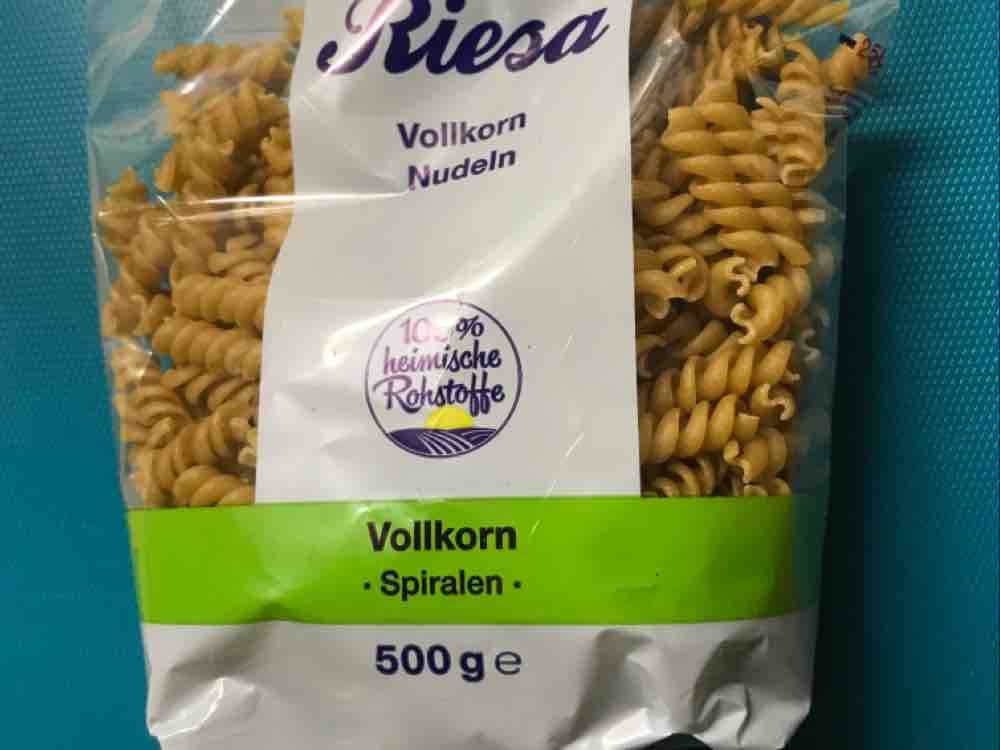 Riesa
Vollkorn
Nudeln
100%
heimische
Rohstoffe
Vollkorn
· Spiralen ·
500 g ℮